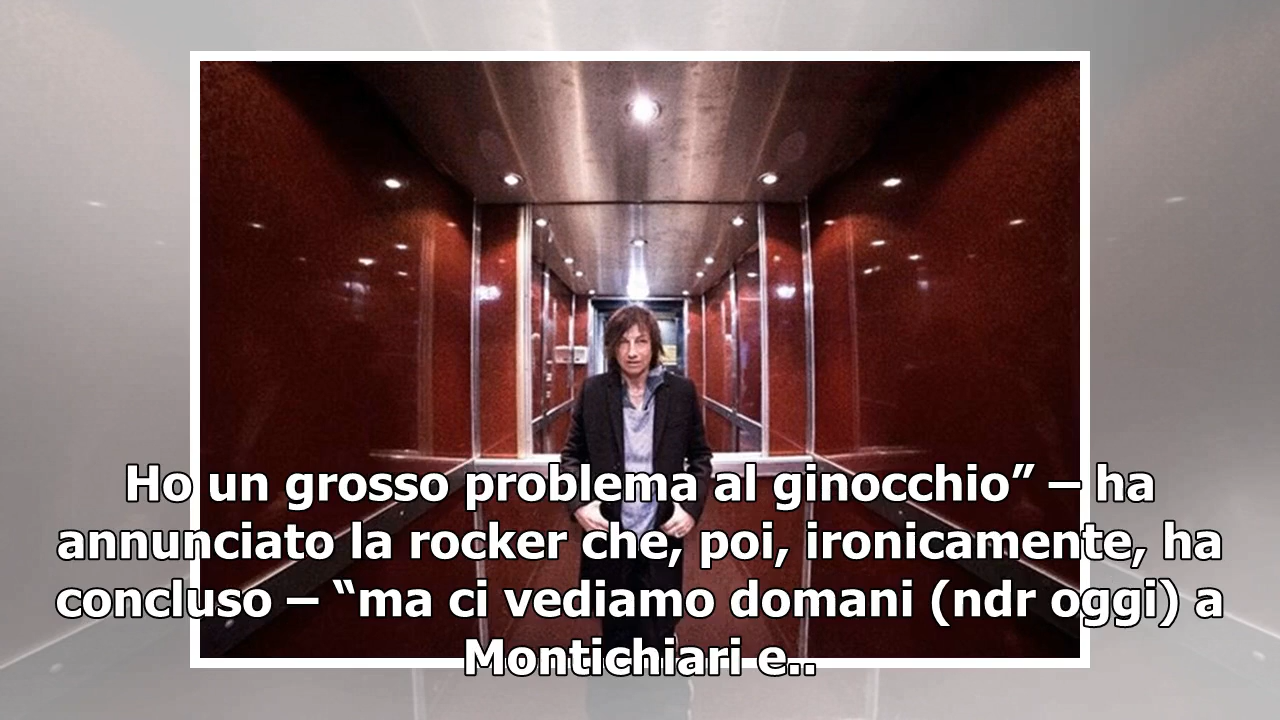 Ho un grosso problema al ginocchio” – ha
annunciato la rocker che, poi, ironicamente, ha
concluso – “ma ci vediamo domani (ndr oggi) a
Montichiari e..